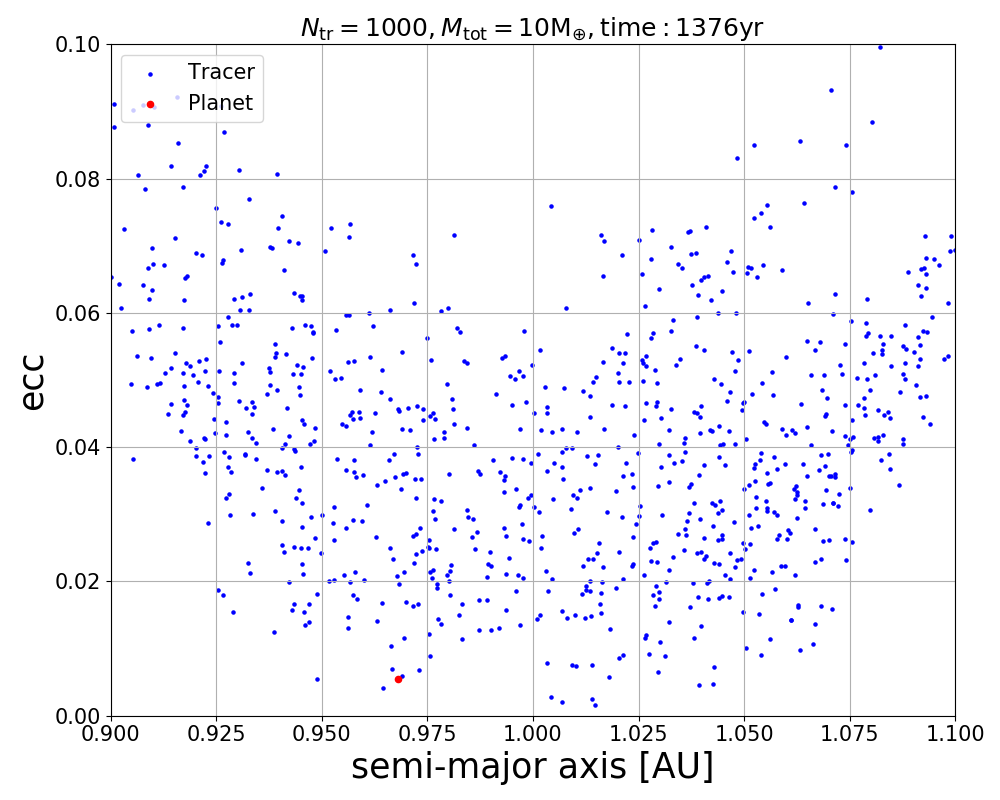 N_tr = 1000, M_tot = 10M_⊕, time : 1376yr
Tracer
Planet
ecc
0.10
0.08
0.06
0.04
0.02
0.00
0.900 0.925 0.950 0.975 1.000 1.025 1.050 1.075 1.100
semi-major axis [AU]